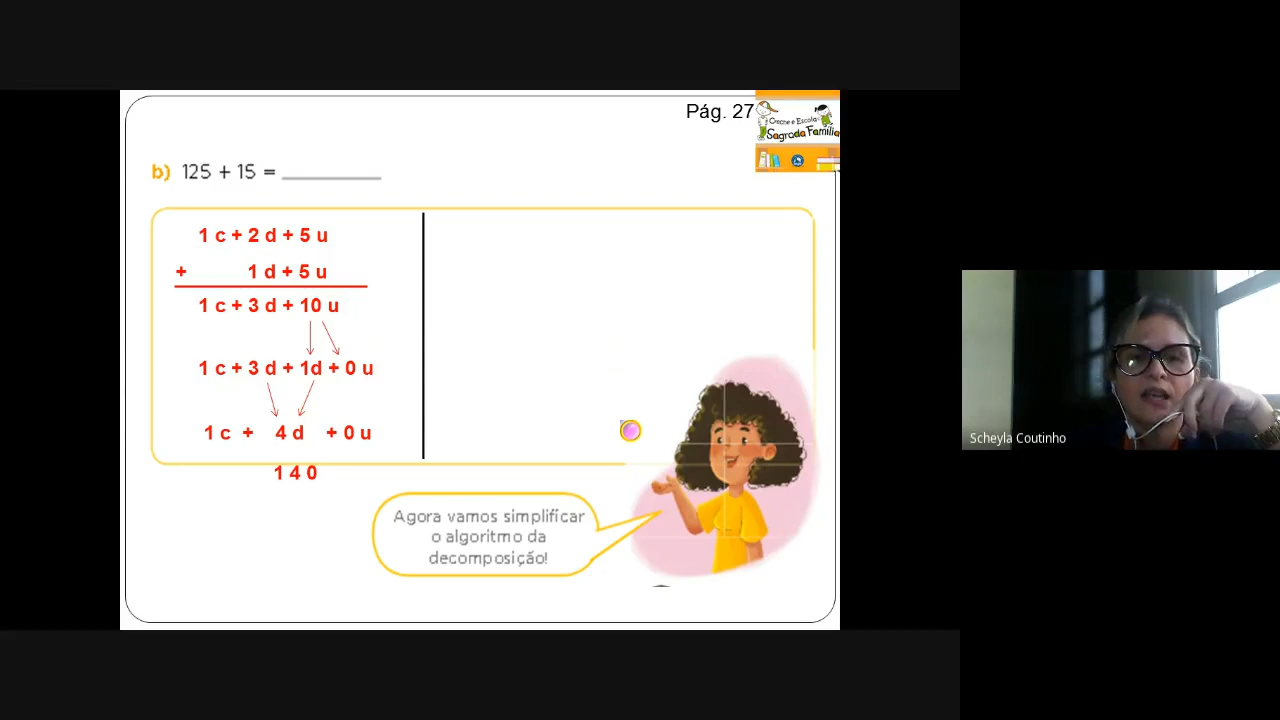 Pág. 27
Creche e Escola
Sagrada Família
b) 125 + 15 = __________
1 c + 2 d + 5 u
+ 1 d + 5 u
1 c + 3 d + 10 u
1 c + 3 d + 1d + 0 u
1 c + 4 d + 0 u
1 4 0
Agora vamos simplificar
o algoritmo da
decomposição!
Scheyla Coutinho